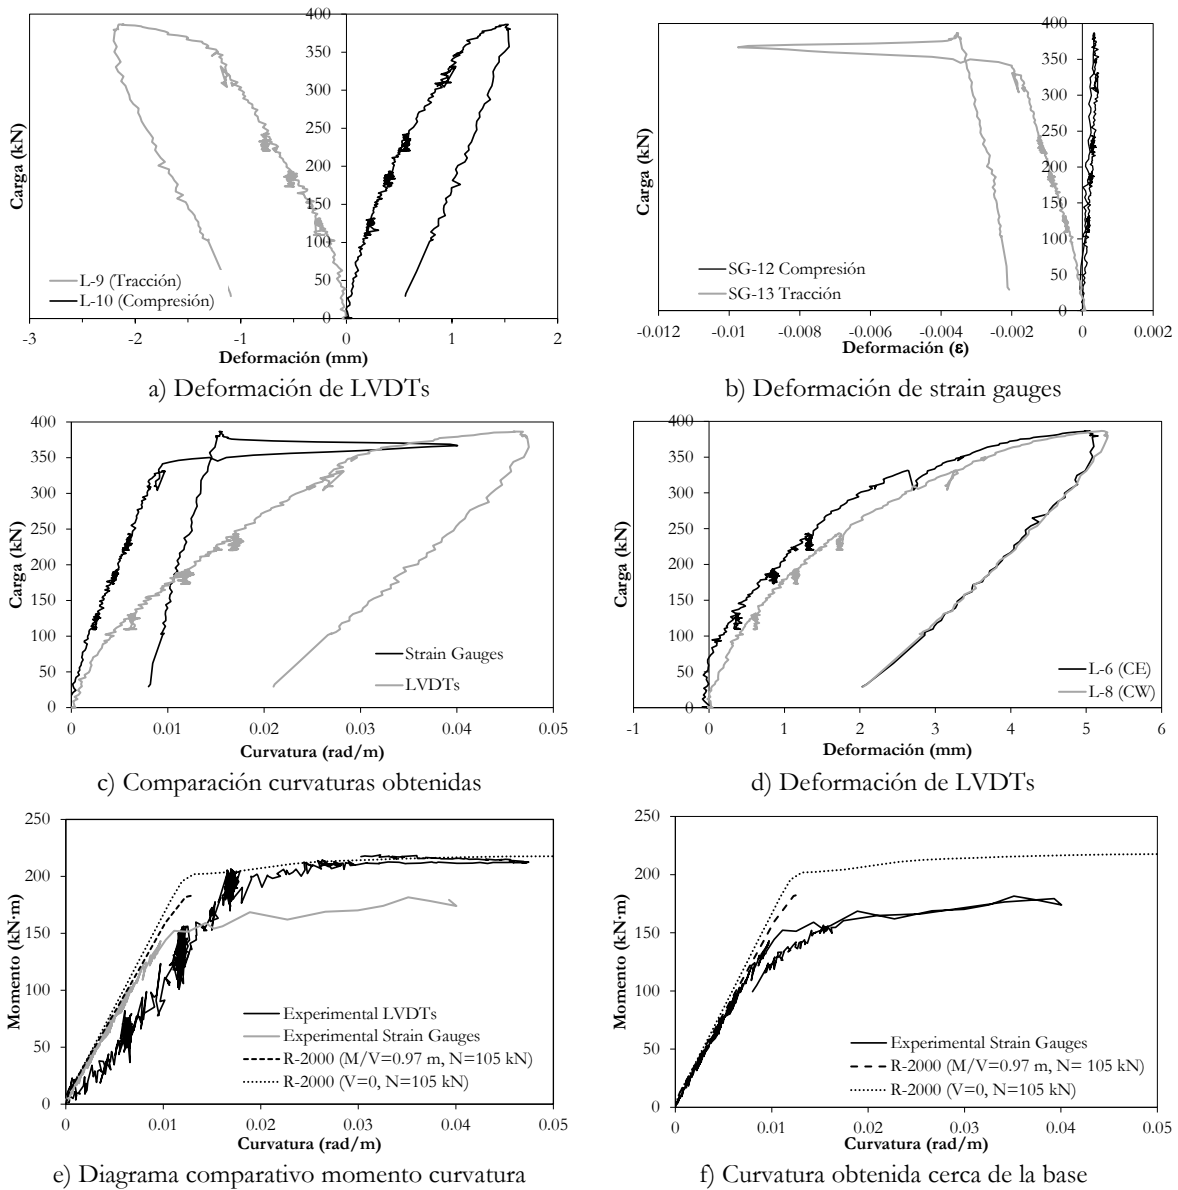 400
350
300
250
200
150
100
50
0
Carga (kN)
L-9 (Tracción)
L-10 (Compresión)
-3 -2 -1 0 1 2
Deformación (mm)
a) Deformación de LVDTs
400
350
300
250
200
150
100
50
0
Carga (kN)
SG-12 Compresión
SG-13 Tracción
-0.012 -0.01 -0.008 -0.006 -0.004 -0.002 0 0.002
Deformación (ε)
b) Deformación de strain gauges
400
350
300
250
200
150
100
50
0
Carga (kN)
Strain Gauges
LVDTs
0 0.01 0.02 0.03 0.04 0.05
Curvatura (rad/m)
c) Comparación curvaturas obtenidas
400
350
300
250
200
150
100
50
0
Carga (kN)
L-6 (CE)
L-8 (CW)
-1 0 1 2 3 4 5 6
Deformación (mm)
d) Deformación de LVDTs
250
200
150
100
50
0
Momento (kN·m)
Experimental LVDTs
Experimental Strain Gauges
R-2000 (M/V=0.97 m, N=105 kN)
R-2000 (V=0, N=105 kN)
0 0.01 0.02 0.03 0.04 0.05
Curvatura (rad/m)
e) Diagrama comparativo momento curvatura
250
200
150
100
50
0
Momento (kN·m)
Experimental Strain Gauges
R-2000 (M/V=0.97 m, N= 105 kN)
R-2000 (V=0, N=105 kN)
0 0.01 0.02 0.03 0.04 0.05
Curvatura (rad/m)
f) Curvatura obtenida cerca de la base